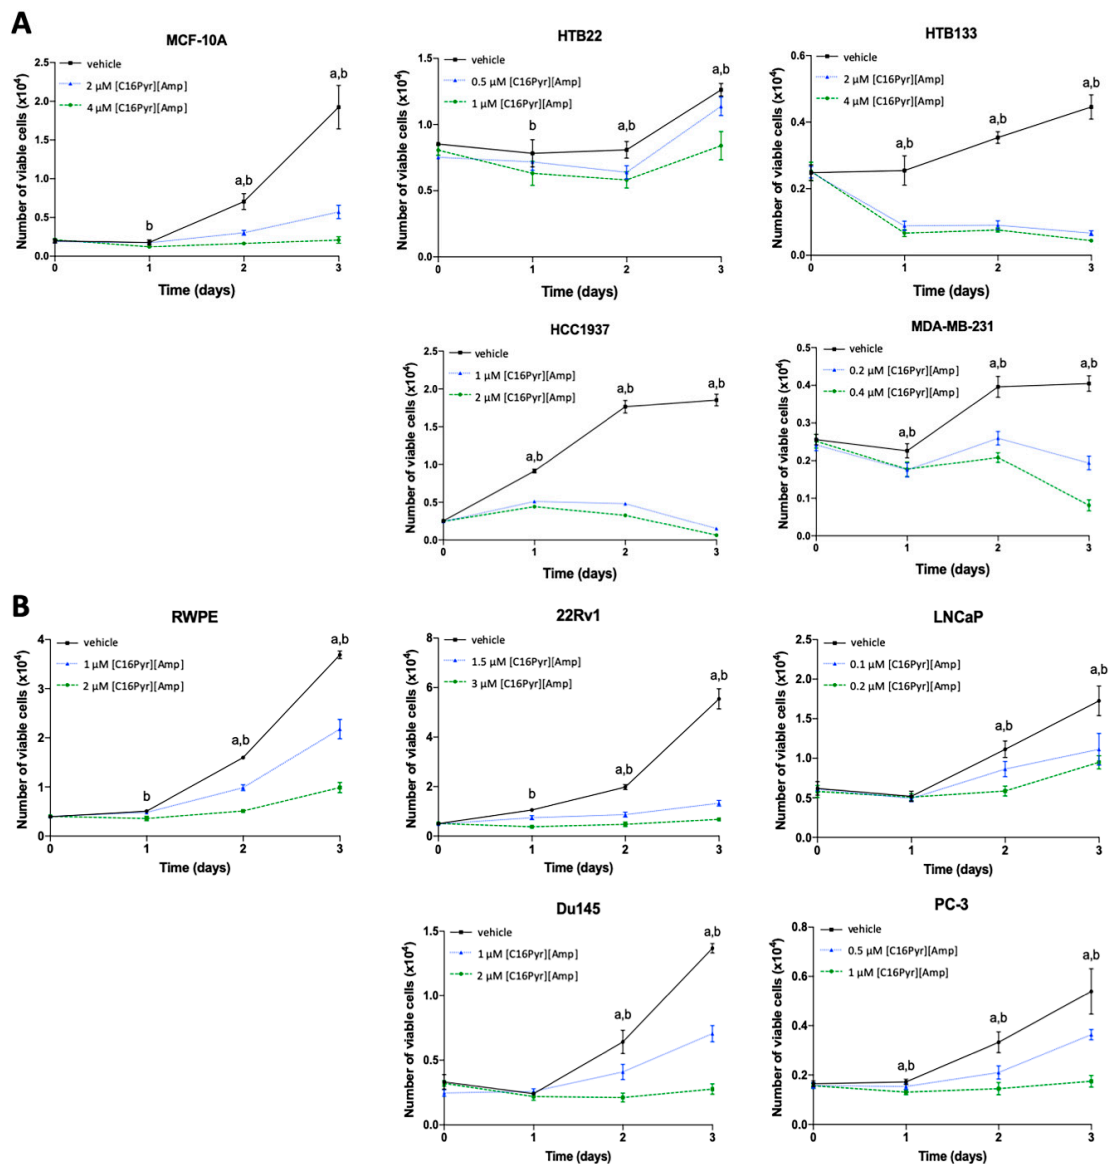 A
MCF-10A
vehicle
2 µM [C16Pyr][Amp]
4 µM [C16Pyr][Amp]
Number of viable cells (x10⁴)
2.5
2.0
1.5
1.0
0.5
0.0
b
a,b
a,b
0 1 2 3
Time (days)
HTB22
vehicle
0.5 µM [C16Pyr][Amp]
1 µM [C16Pyr][Amp]
Number of viable cells (x10⁴)
1.5
1.0
0.5
0.0
b
a,b
a,b
0 1 2 3
Time (days)
HTB133
vehicle
2 µM [C16Pyr][Amp]
4 µM [C16Pyr][Amp]
Number of viable cells (x10⁴)
0.6
0.4
0.2
0.0
a,b
a,b
a,b
0 1 2 3
Time (days)
HCC1937
vehicle
1 µM [C16Pyr][Amp]
2 µM [C16Pyr][Amp]
Number of viable cells (x10⁴)
2.5
2.0
1.5
1.0
0.5
0.0
a,b
a,b
a,b
0 1 2 3
Time (days)
MDA-MB-231
vehicle
0.2 µM [C16Pyr][Amp]
0.4 µM [C16Pyr][Amp]
Number of viable cells (x10⁴)
0.5
0.4
0.3
0.2
0.1
0.0
a,b
a,b
a,b
0 1 2 3
Time (days)
B
RWPE
vehicle
1 µM [C16Pyr][Amp]
2 µM [C16Pyr][Amp]
Number of viable cells (x10⁴)
4
3
2
1
0
b
a,b
a,b
0 1 2 3
Time (days)
22Rv1
vehicle
1.5 µM [C16Pyr][Amp]
3 µM [C16Pyr][Amp]
Number of viable cells (x10⁴)
8
6
4
2
0
b
a,b
a,b
0 1 2 3
Time (days)
LNCaP
vehicle
0.1 µM [C16Pyr][Amp]
0.2 µM [C16Pyr][Amp]
Number of viable cells (x10⁴)
2.5
2.0
1.5
1.0
0.5
0.0
a,b
a,b
0 1 2 3
Time (days)
Du145
vehicle
1 µM [C16Pyr][Amp]
2 µM [C16Pyr][Amp]
Number of viable cells (x10⁴)
1.5
1.0
0.5
0.0
a,b
a,b
0 1 2 3
Time (days)
PC-3
vehicle
0.5 µM [C16Pyr][Amp]
1 µM [C16Pyr][Amp]
Number of viable cells (x10⁴)
0.8
0.6
0.4
0.2
0.0
a,b
a,b
a,b
0 1 2 3
Time (days)